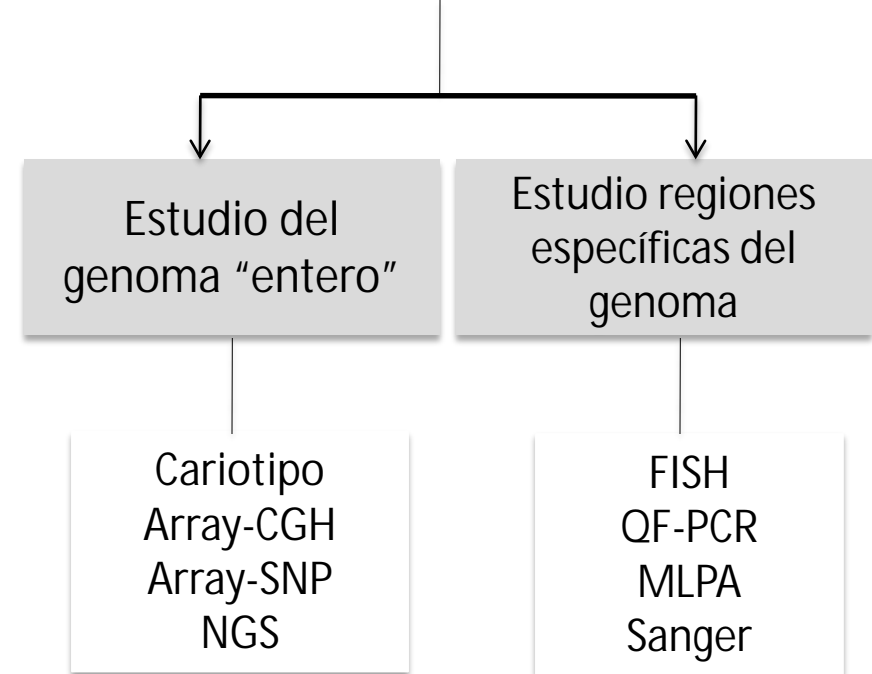 Estudio del
genoma “entero”
Estudio regiones
específicas del
genoma
Cariotipo
Array-CGH
Array-SNP
NGS
FISH
QF-PCR
MLPA
Sanger